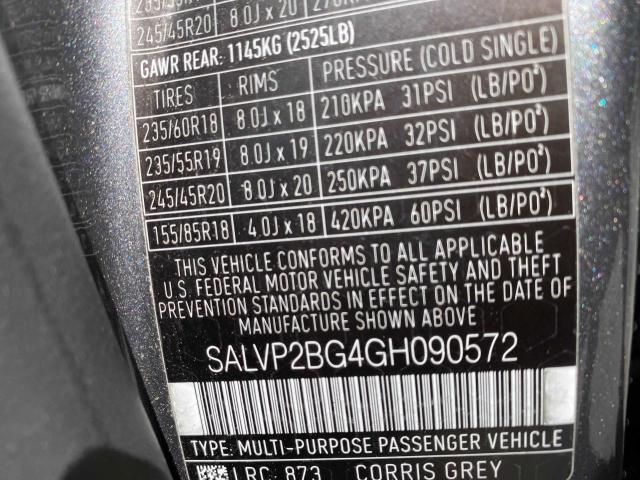 245/45R20 8.0J x 20
GAWR REAR: 1145KG (2525LB)
TIRES RIMS PRESSURE (COLD SINGLE)
235/60R18 8.0J x 18 210KPA 31PSI (LB/PO²)
235/55R19 8.0J x 19 220KPA 32PSI (LB/PO²)
245/45R20 8.0J x 20 250KPA 37PSI (LB/PO²)
155/85R18 4.0J x 18 420KPA 60PSI (LB/PO²)
THIS VEHICLE CONFORMS TO ALL APPLICABLE
U.S. FEDERAL MOTOR VEHICLE SAFETY AND THEFT
PREVENTION STANDARDS IN EFFECT ON THE DATE OF
MANUFACTURE SHOWN ABOVE
SALVP2BG4GH090572
TYPE: MULTI-PURPOSE PASSENGER VEHICLE
LRC: 873 CORRIS GREY